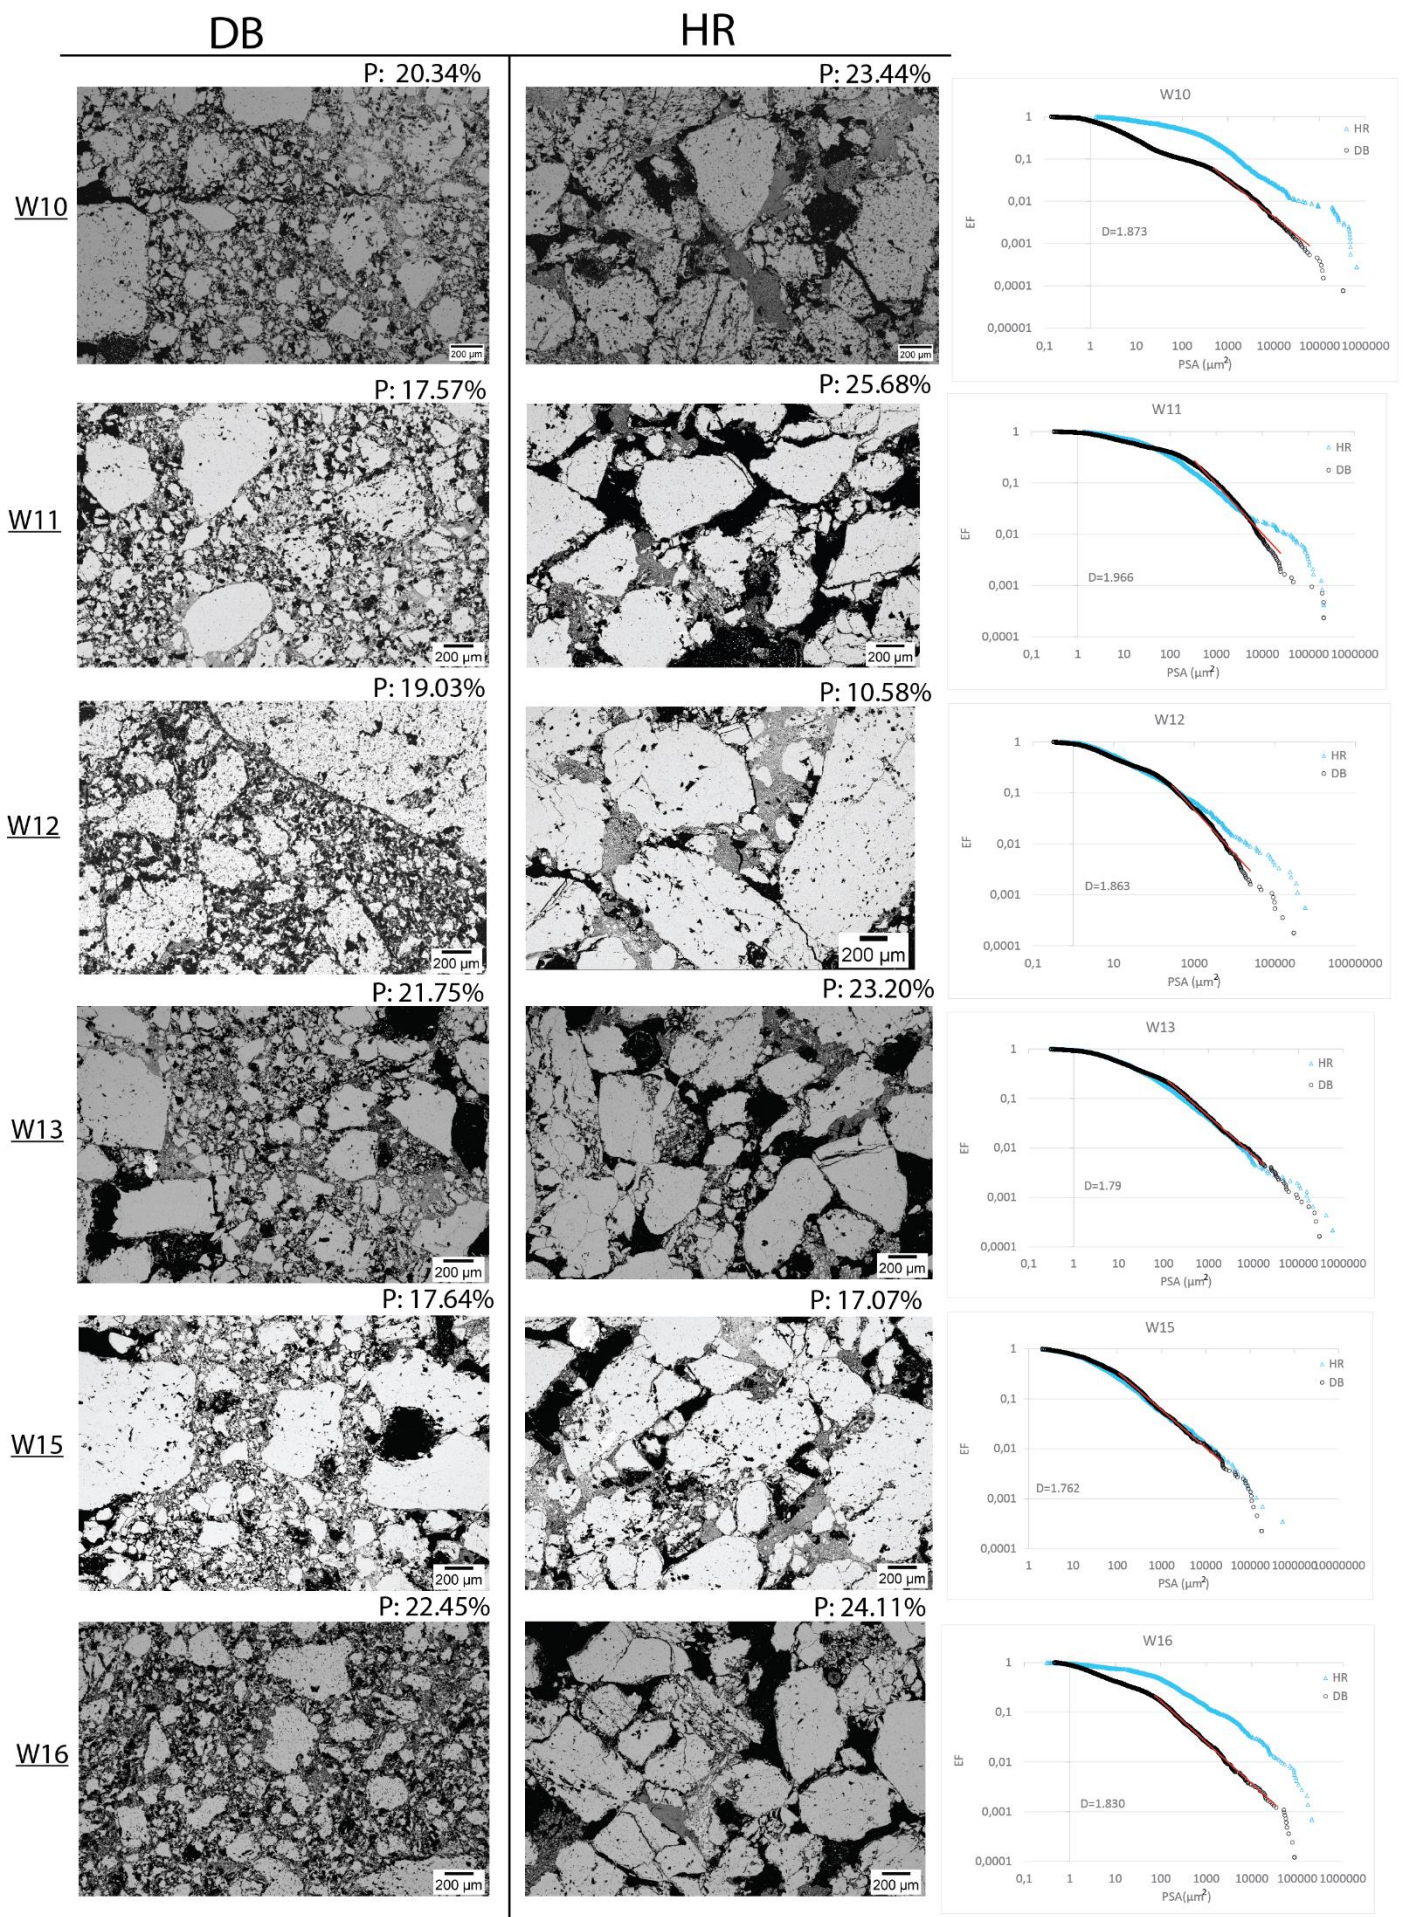 DB HR
P: 20.34% P: 23.44%
W10
200 µm 200 µm
W10
1
0,1
0,01
0,001
0,0001
0,00001
0,1 1 10 100 1000 10000 100000 1000000
EF
PSA (µm²)
HR
DB
D=1.873
P: 17.57% P: 25.68%
W11
200 µm 200 µm
W11
1
0,1
0,01
0,001
0,0001
0,1 1 10 100 1000 10000 100000 1000000
EF
PSA (µm²)
HR
DB
D=1.966
P: 19.03% P: 10.58%
W12
200 µm 200 µm
W12
1
0,1
0,01
0,001
0,0001
0,1 10 1000 100000 10000000
EF
PSA (µm²)
HR
DB
D=1.863
P: 21.75% P: 23.20%
W13
200 µm 200 µm
W13
1
0,1
0,01
0,001
0,0001
0,1 1 10 100 1000 10000 100000 1000000
EF
PSA (µm²)
HR
DB
D=1.79
P: 17.64% P: 17.07%
W15
200 µm 200 µm
W15
1
0,1
0,01
0,001
0,0001
1 10 100 1000 10000 100000 1000000 10000000
EF
PSA (µm²)
HR
DB
D=1.762
P: 22.45% P: 24.11%
W16
200 µm 200 µm
W16
1
0,1
0,01
0,001
0,0001
0,1 1 10 100 1000 10000 100000 1000000
EF
PSA(µm²)
HR
DB
D=1.830